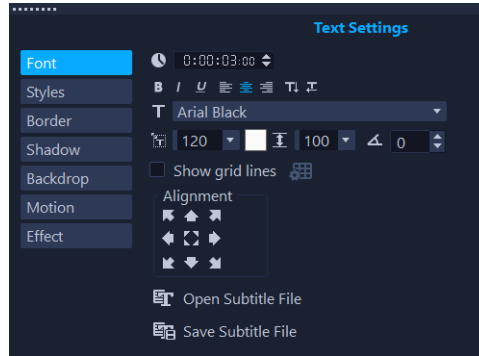 Text Settings
Font
0:00:03:00
Styles
B I U
Border
T Arial Black
Shadow
120 100 0
Backdrop
Show grid lines
Motion
Alignment
Effect
Open Subtitle File
Save Subtitle File